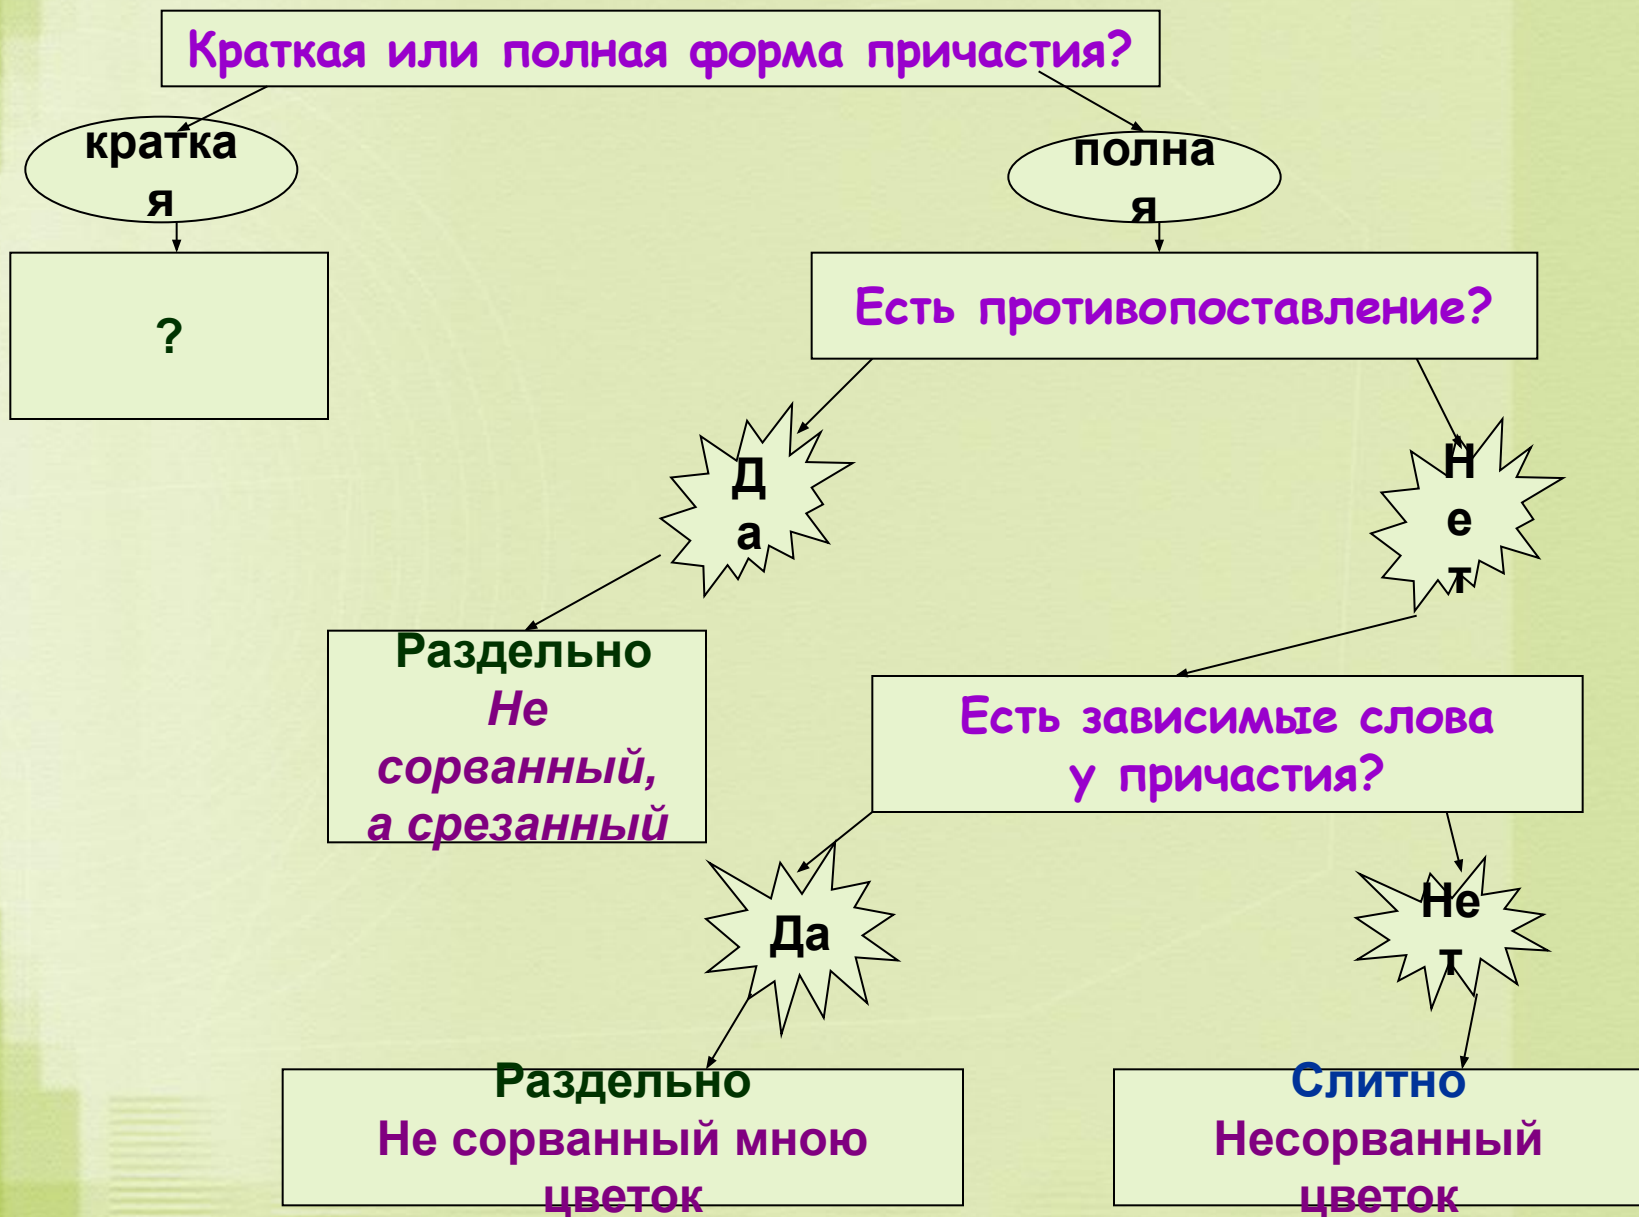 Краткая или полная форма причастия?
кратка
я
полна
я
?
Есть противопоставление?
Д
а
Н
е
т
Раздельно
Не
сорванный,
а срезанный
Есть зависимые слова
у причастия?
Да
Не
т
Раздельно
Не сорванный мною
цветок
Слитно
Несорванный
цветок